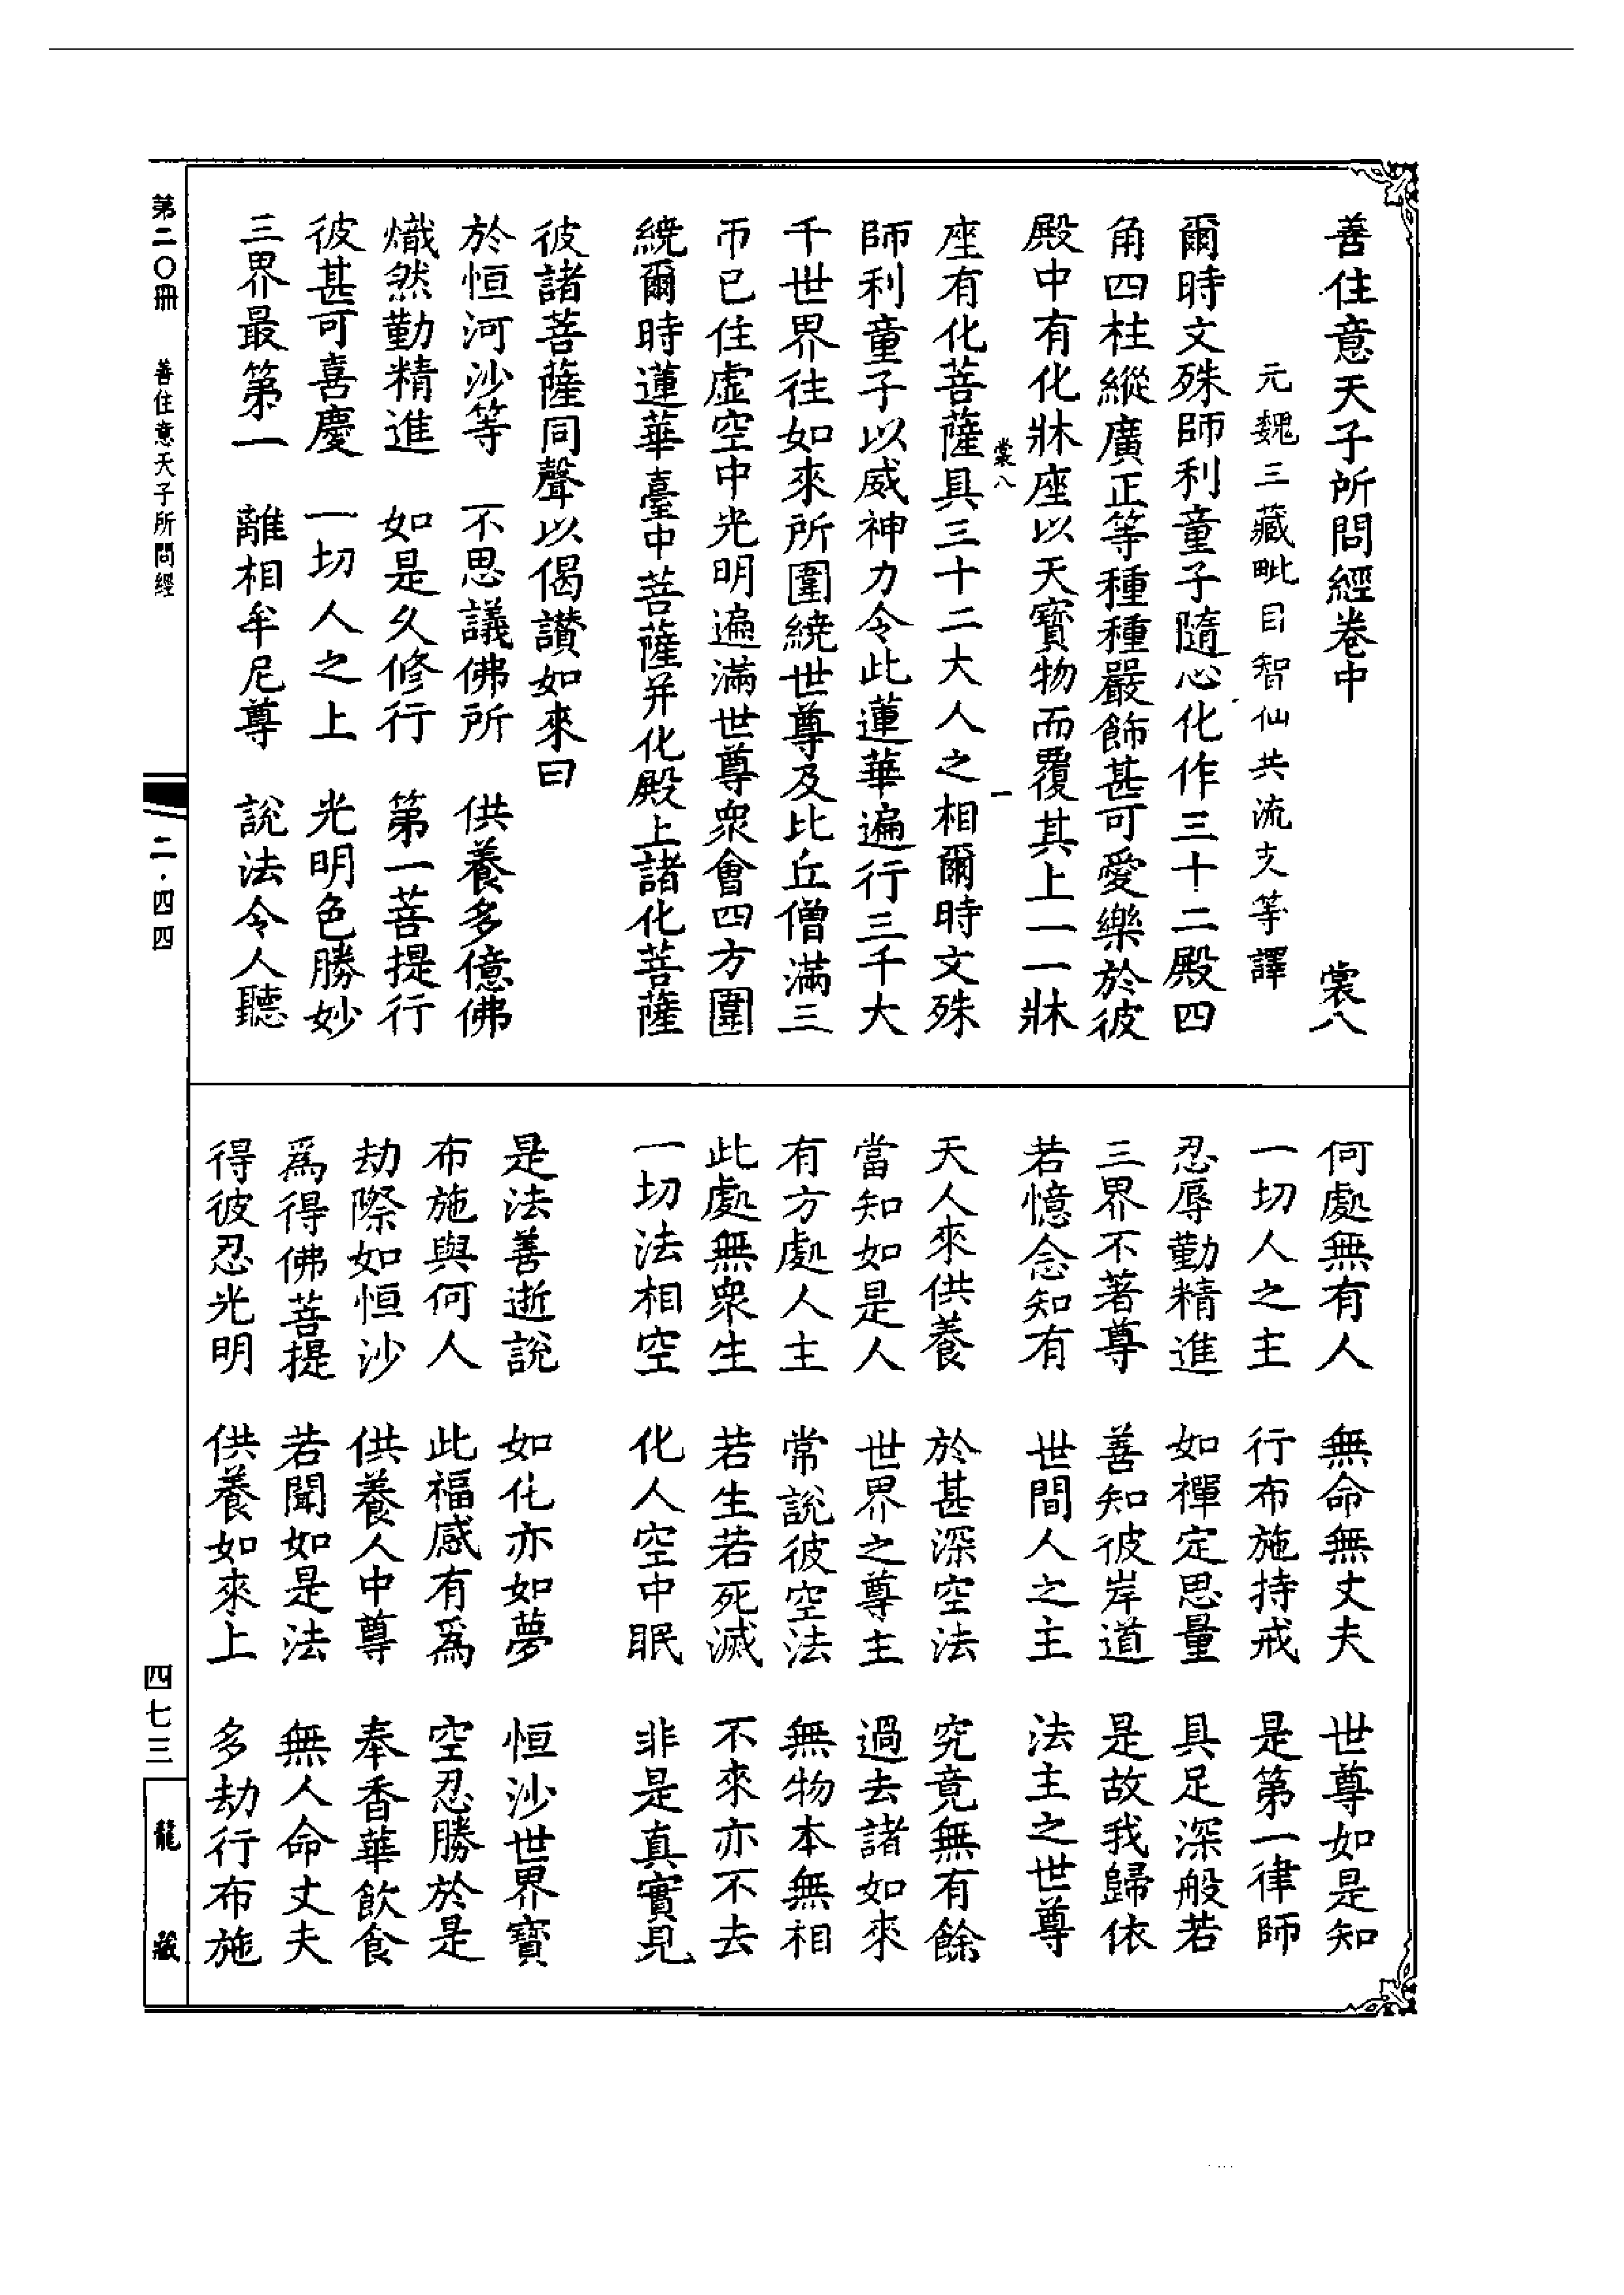 善住意天子所問經卷中 裳八
元魏三藏毗目智仙共流支等譯
爾時文殊師利童子隨心化作三十二殿四
角四柱縱廣正等種種嚴飾甚可愛樂於彼
殿中有化牀座以天寶物而覆其上一一牀
裳八 一
座有化菩薩具三十二大人之相爾時文殊
師利童子以威神力令此蓮華遍行三千大
千世界往如來所圍繞世尊及比丘僧滿三
帀已住虛空中光明遍滿世尊眾會四方圍
繞爾時蓮華臺中菩薩并化殿上諸化菩薩
彼諸菩薩同聲以偈讃如來曰
於恒河沙等 不思議佛所 供養多億佛
熾然勤精進 如是久修行 第一菩提行
彼甚可喜慶 一切人之上 光明色勝妙
三界最第一 離相牟尼尊 說法令人聽
何處無有人 無命無丈夫 世尊如是知
一切人之主 行布施持戒 是第一律師
忍辱勤精進 如禪定思量 具足深般若
三界不著尊 善知彼岸道 是故我歸依
若憶念知有 世間人之主 法主之世尊
天人來供養 於甚深空法 究竟無有餘
當知如是人 世界之尊主 過去諸如來
有方處人主 常說彼空法 無物本無相
此處無眾生 若生若死滅 不來亦不去
一切法相空 化人空中眠 非是真實見
是法善逝說 如化亦如夢 恒沙世界寶
布施與何人 此福感有爲 空忍勝於是
劫際如恒沙 供養人中尊 奉香華飲食
爲得佛菩提 若聞如是法 無人命丈夫
得彼忍光明 供養如來上 多劫行布施
第二〇冊 善住意天子所問經 二·四四 四七三 龍藏